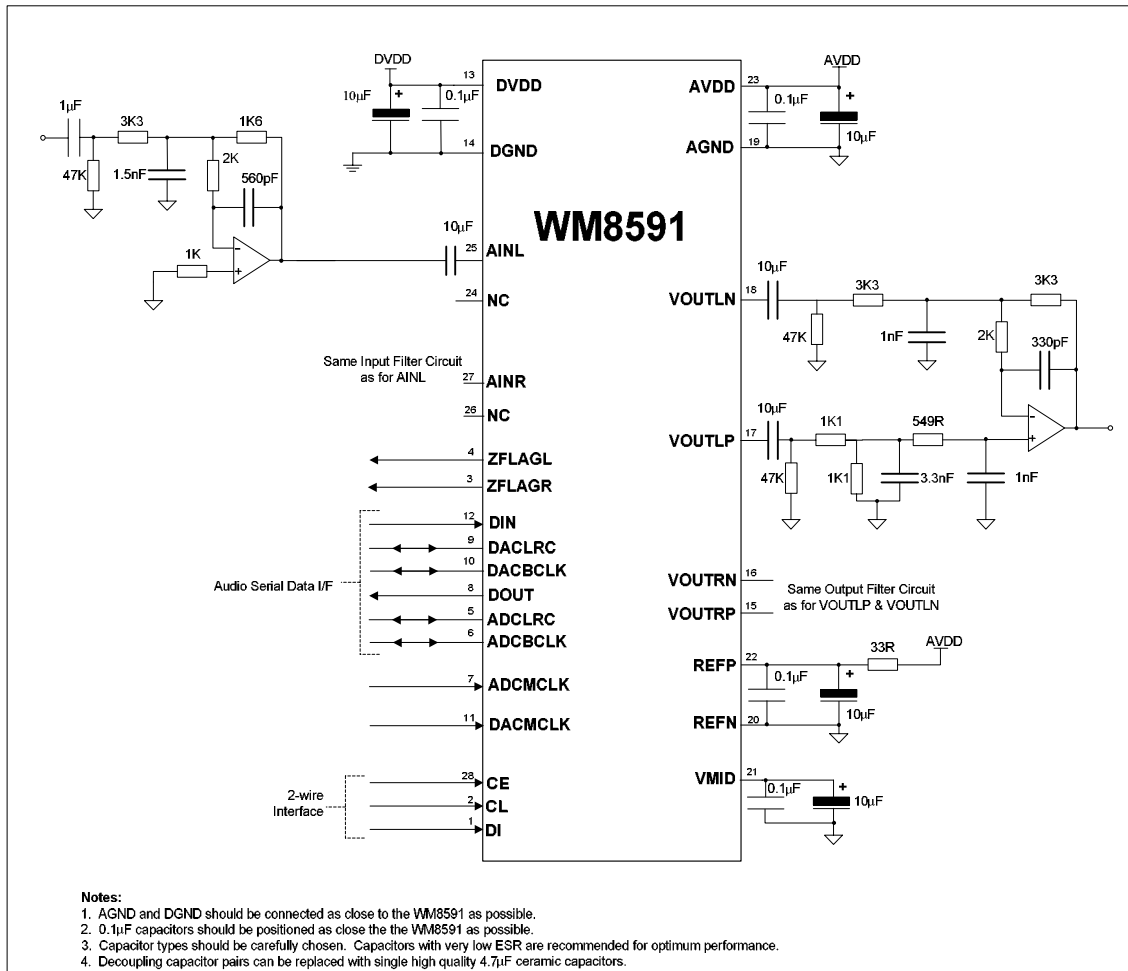 DVDD
13
DVDD
10µF
+
0.1µF
14
DGND
1µF
3K3
1K6
47K
1.5nF
2K
560pF
1K
-
+
10µF
25
AINL
24
NC
Same Input Filter Circuit
as for AINL
27
AINR
26
NC
4
ZFLAGL
3
ZFLAGR
12
DIN
9
DACLRC
10
DACBCLK
Audio Serial Data I/F
8
DOUT
5
ADCLRC
6
ADCBCLK
7
ADCMCLK
11
DACMCLK
28
CE
2-wire
Interface
2
CL
1
DI
WM8591
AVDD
AVDD
23
0.1µF
+
10µF
AGND
19
VOUTLN
18
10µF
3K3
3K3
47K
1nF
2K
330pF
-
+
VOUTLP
17
10µF
1K1
549R
47K
1K1
3.3nF
1nF
VOUTRN
16
Same Output Filter Circuit
as for VOUTLP & VOUTLN
VOUTRP
15
REFP
22
33R
AVDD
0.1µF
+
10µF
REFN
20
VMID
21
0.1µF
+
10µF
Notes:
1. AGND and DGND should be connected as close to the WM8591 as possible.
2. 0.1µF capacitors should be positioned as close the the WM8591 as possible.
3. Capacitor types should be carefully chosen. Capacitors with very low ESR are recommended for optimum performance.
4. Decoupling capacitor pairs can be replaced with single high quality 4.7µF ceramic capacitors.